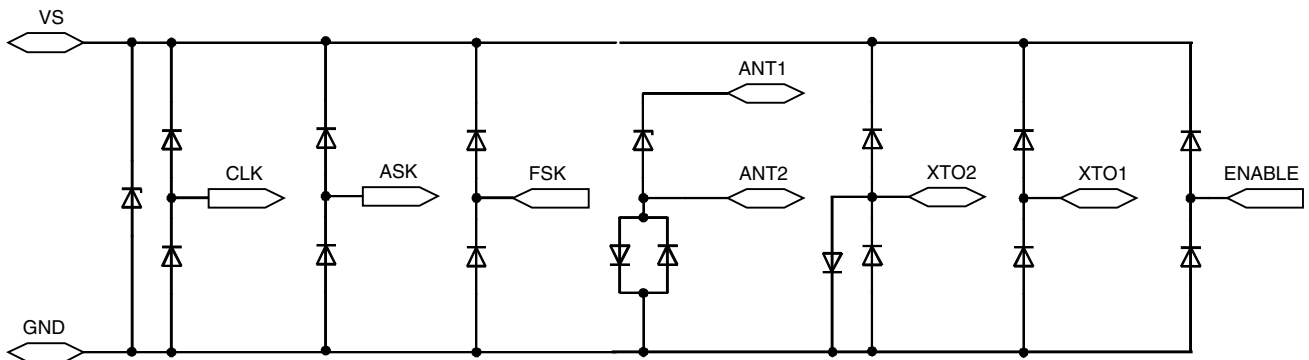 VS
ANT1
CLK
ASK
FSK
ANT2
XTO2
XTO1
ENABLE
GND